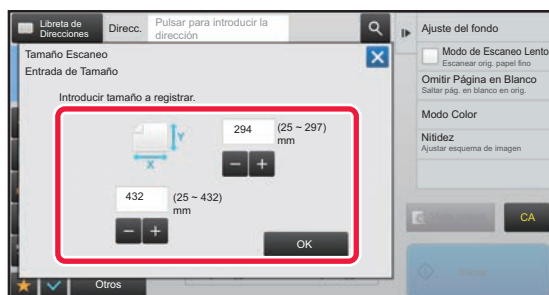 Libreta de
Direcciones
Direcc.
Pulsar para introducir la
dirección
Tamaño Escaneo
Entrada de Tamaño
Introducir tamaño a registrar.
Y
X
294
(25 ~ 297)
mm
− +
432
(25 ~ 432)
mm
− +
OK
Otros
Ajuste del fondo
Modo de Escaneo Lento
Escanear orig. papel fino
Omitir Página en Blanco
Saltar pág. en blanco en orig.
Modo Color
Nitidez
Ajustar esquema de imagen
CA